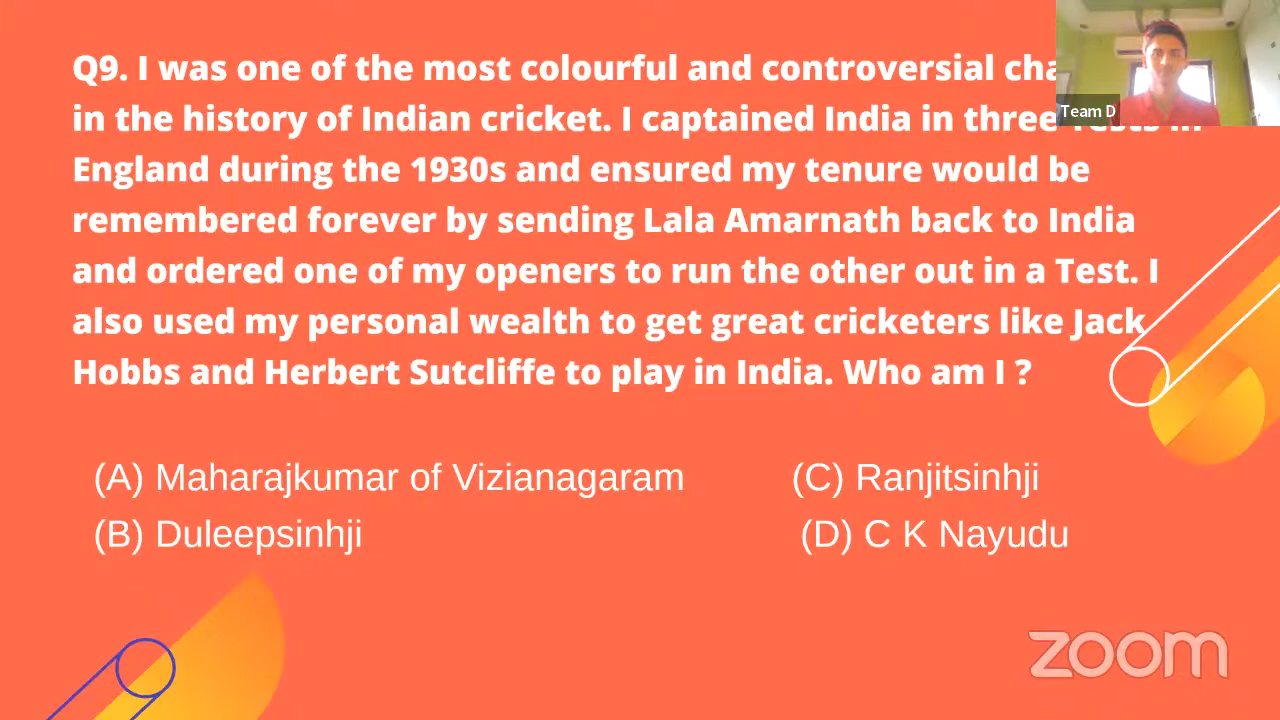 Q9. I was one of the most colourful and controversial
in the history of Indian cricket. I captained India in three Tests in
England during the 1930s and ensured my tenure would be
remembered forever by sending Lala Amarnath back to India
and ordered one of my openers to run the other out in a Test. I
also used my personal wealth to get great cricketers like Jack
Hobbs and Herbert Sutcliffe to play in India. Who am I ?
(A) Maharajkumar of Vizianagaram (C) Ranjitsinhji
(B) Duleepsinhji (D) C K Nayudu
Team D
zoom